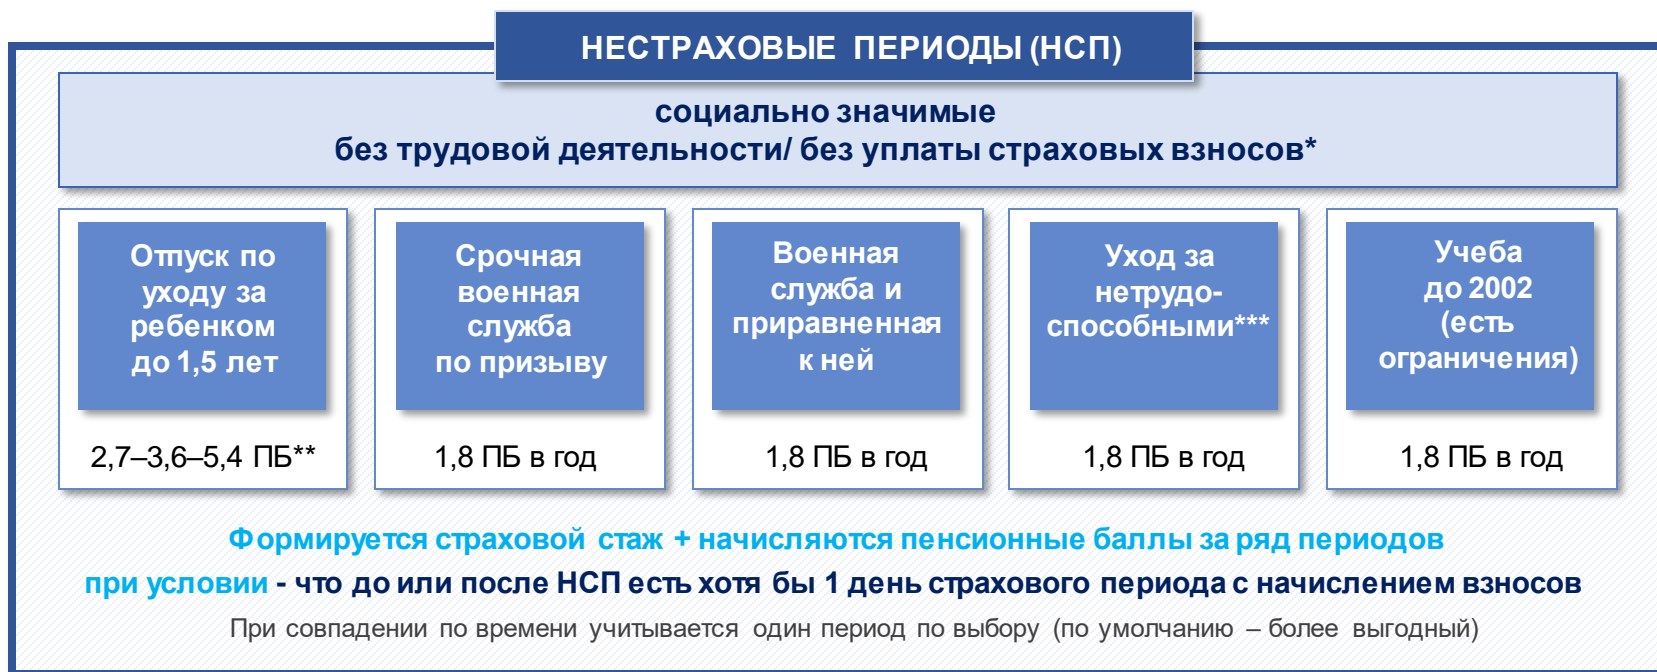 НЕСТРАХОВЫЕ ПЕРИОДЫ (НСП)
социально значимые
без трудовой деятельности/ без уплаты страховых взносов*
Отпуск по
уходу за
ребенком
до 1,5 лет
2,7–3,6–5,4 ПБ**
Срочная
военная
служба
по призыву
1,8 ПБ в год
Военная
служба и
приравненная
к ней
1,8 ПБ в год
Уход за
нетрудо-
способными***
1,8 ПБ в год
Учеба
до 2002
(есть
ограничения)
1,8 ПБ в год
Формируется страховой стаж + начисляются пенсионные баллы за ряд периодов
при условии - что до или после НСП есть хотя бы 1 день страхового периода с начислением взносов
При совпадении по времени учитывается один период по выбору (по умолчанию – более выгодный)